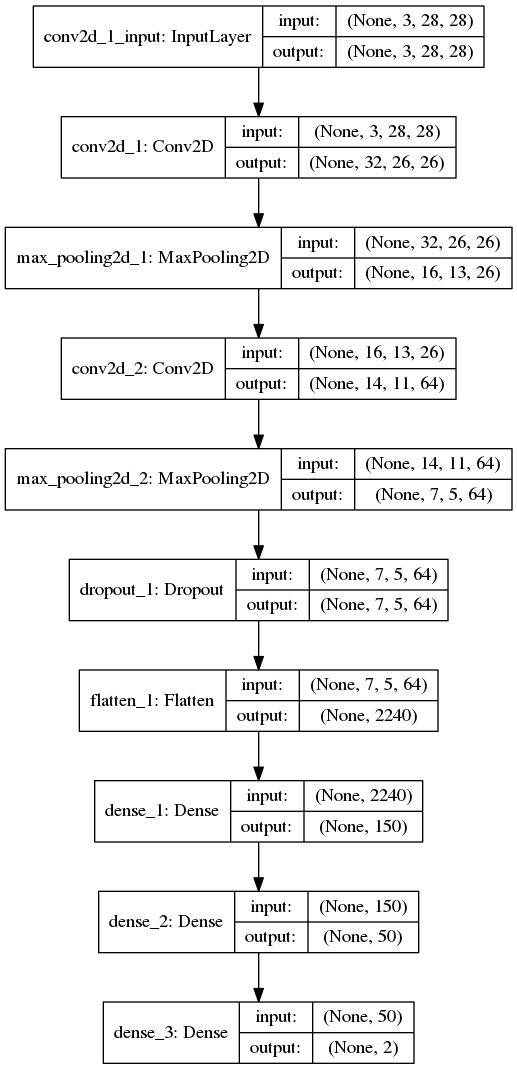 conv2d_1_input: InputLayer
input: (None, 3, 28, 28)
output: (None, 3, 28, 28)
conv2d_1: Conv2D
input: (None, 3, 28, 28)
output: (None, 32, 26, 26)
max_pooling2d_1: MaxPooling2D
input: (None, 32, 26, 26)
output: (None, 16, 13, 26)
conv2d_2: Conv2D
input: (None, 16, 13, 26)
output: (None, 14, 11, 64)
max_pooling2d_2: MaxPooling2D
input: (None, 14, 11, 64)
output: (None, 7, 5, 64)
dropout_1: Dropout
input: (None, 7, 5, 64)
output: (None, 7, 5, 64)
flatten_1: Flatten
input: (None, 7, 5, 64)
output: (None, 2240)
dense_1: Dense
input: (None, 2240)
output: (None, 150)
dense_2: Dense
input: (None, 150)
output: (None, 50)
dense_3: Dense
input: (None, 50)
output: (None, 2)